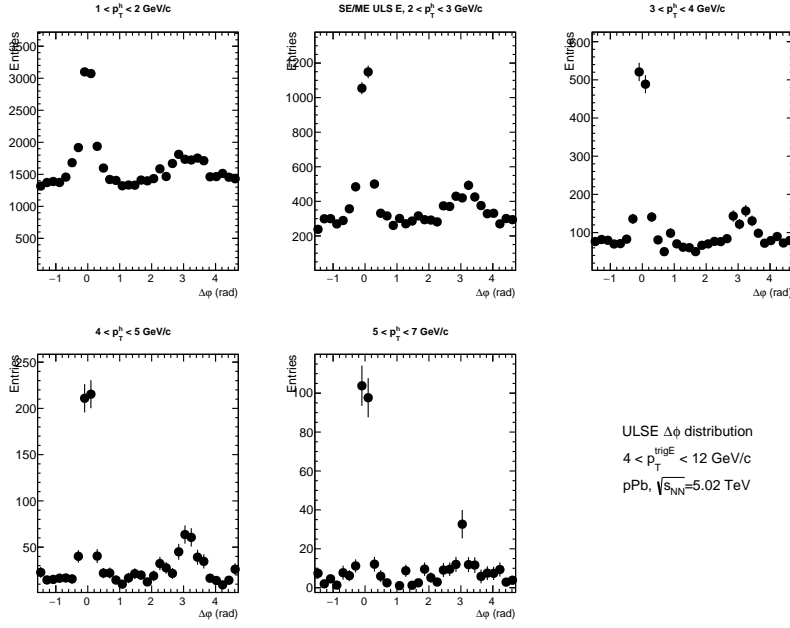 1 < p_T^h < 2 GeV/c
Entries
3500
3000
2500
2000
1500
1000
500
−1 0 1 2 3 4
Δφ (rad)
SE/ME ULS E, 2 < p_T^h < 3 GeV/c
Entries
1200
1000
800
600
400
200
−1 0 1 2 3 4
Δφ (rad)
3 < p_T^h < 4 GeV/c
Entries
600
500
400
300
200
100
−1 0 1 2 3 4
Δφ (rad)
4 < p_T^h < 5 GeV/c
Entries
250
200
150
100
50
−1 0 1 2 3 4
Δφ (rad)
5 < p_T^h < 7 GeV/c
Entries
100
80
60
40
20
0
−1 0 1 2 3 4
Δφ (rad)
ULSE Δϕ distribution
4 < p_T^trigE < 12 GeV/c
pPb, √s_NN=5.02 TeV